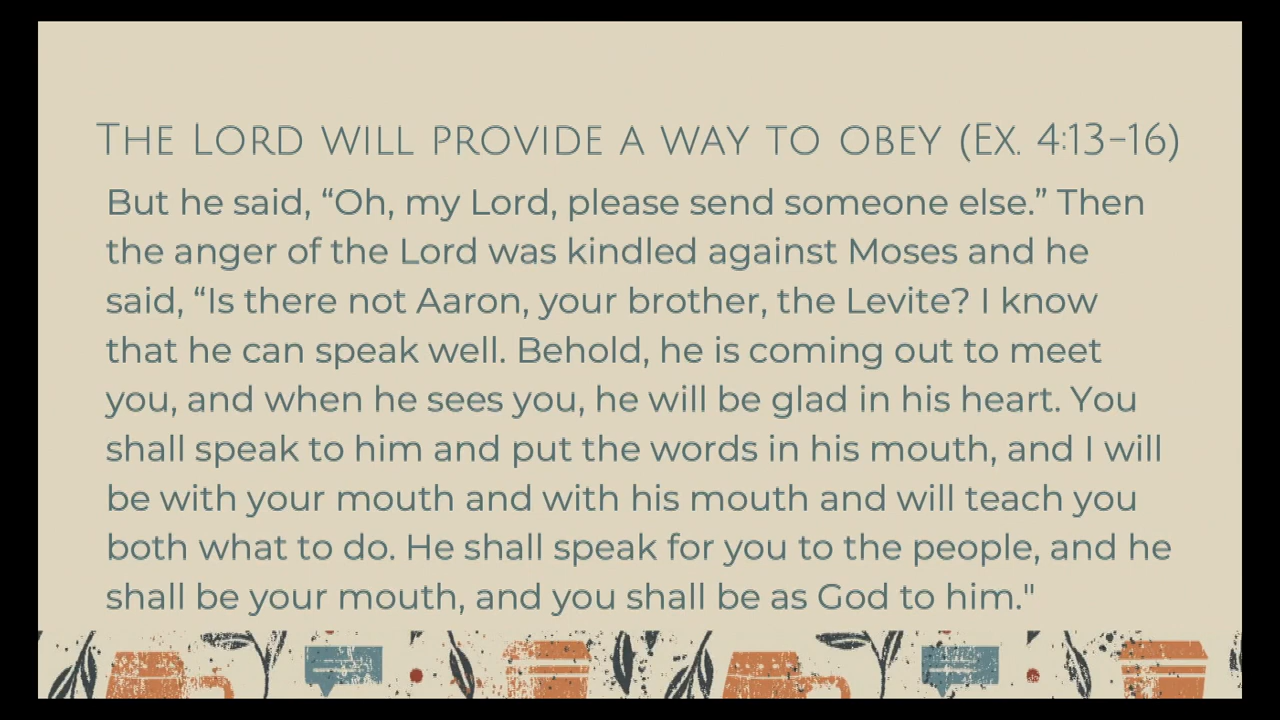 The Lord will provide a way to obey (Ex. 4:13-16)
But he said, “Oh, my Lord, please send someone else.” Then
the anger of the Lord was kindled against Moses and he
said, “Is there not Aaron, your brother, the Levite? I know
that he can speak well. Behold, he is coming out to meet
you, and when he sees you, he will be glad in his heart. You
shall speak to him and put the words in his mouth, and I will
be with your mouth and with his mouth and will teach you
both what to do. He shall speak for you to the people, and he
shall be your mouth, and you shall be as God to him."